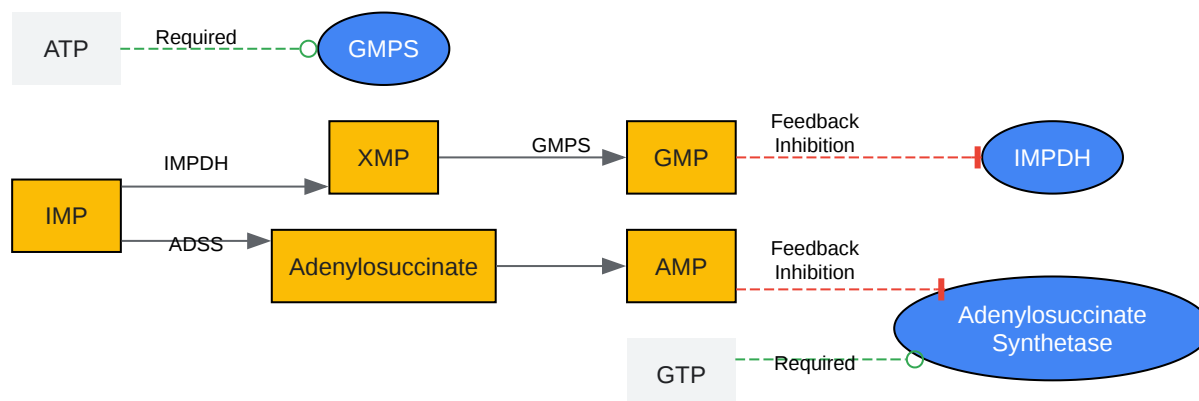 ATP
Required
GMPS
IMP
IMPDH
XMP
GMPS
GMP
Feedback
Inhibition
IMPDH
ADSS
Adenylosuccinate
AMP
Feedback
Inhibition
Adenylosuccinate
Synthetase
GTP
Required